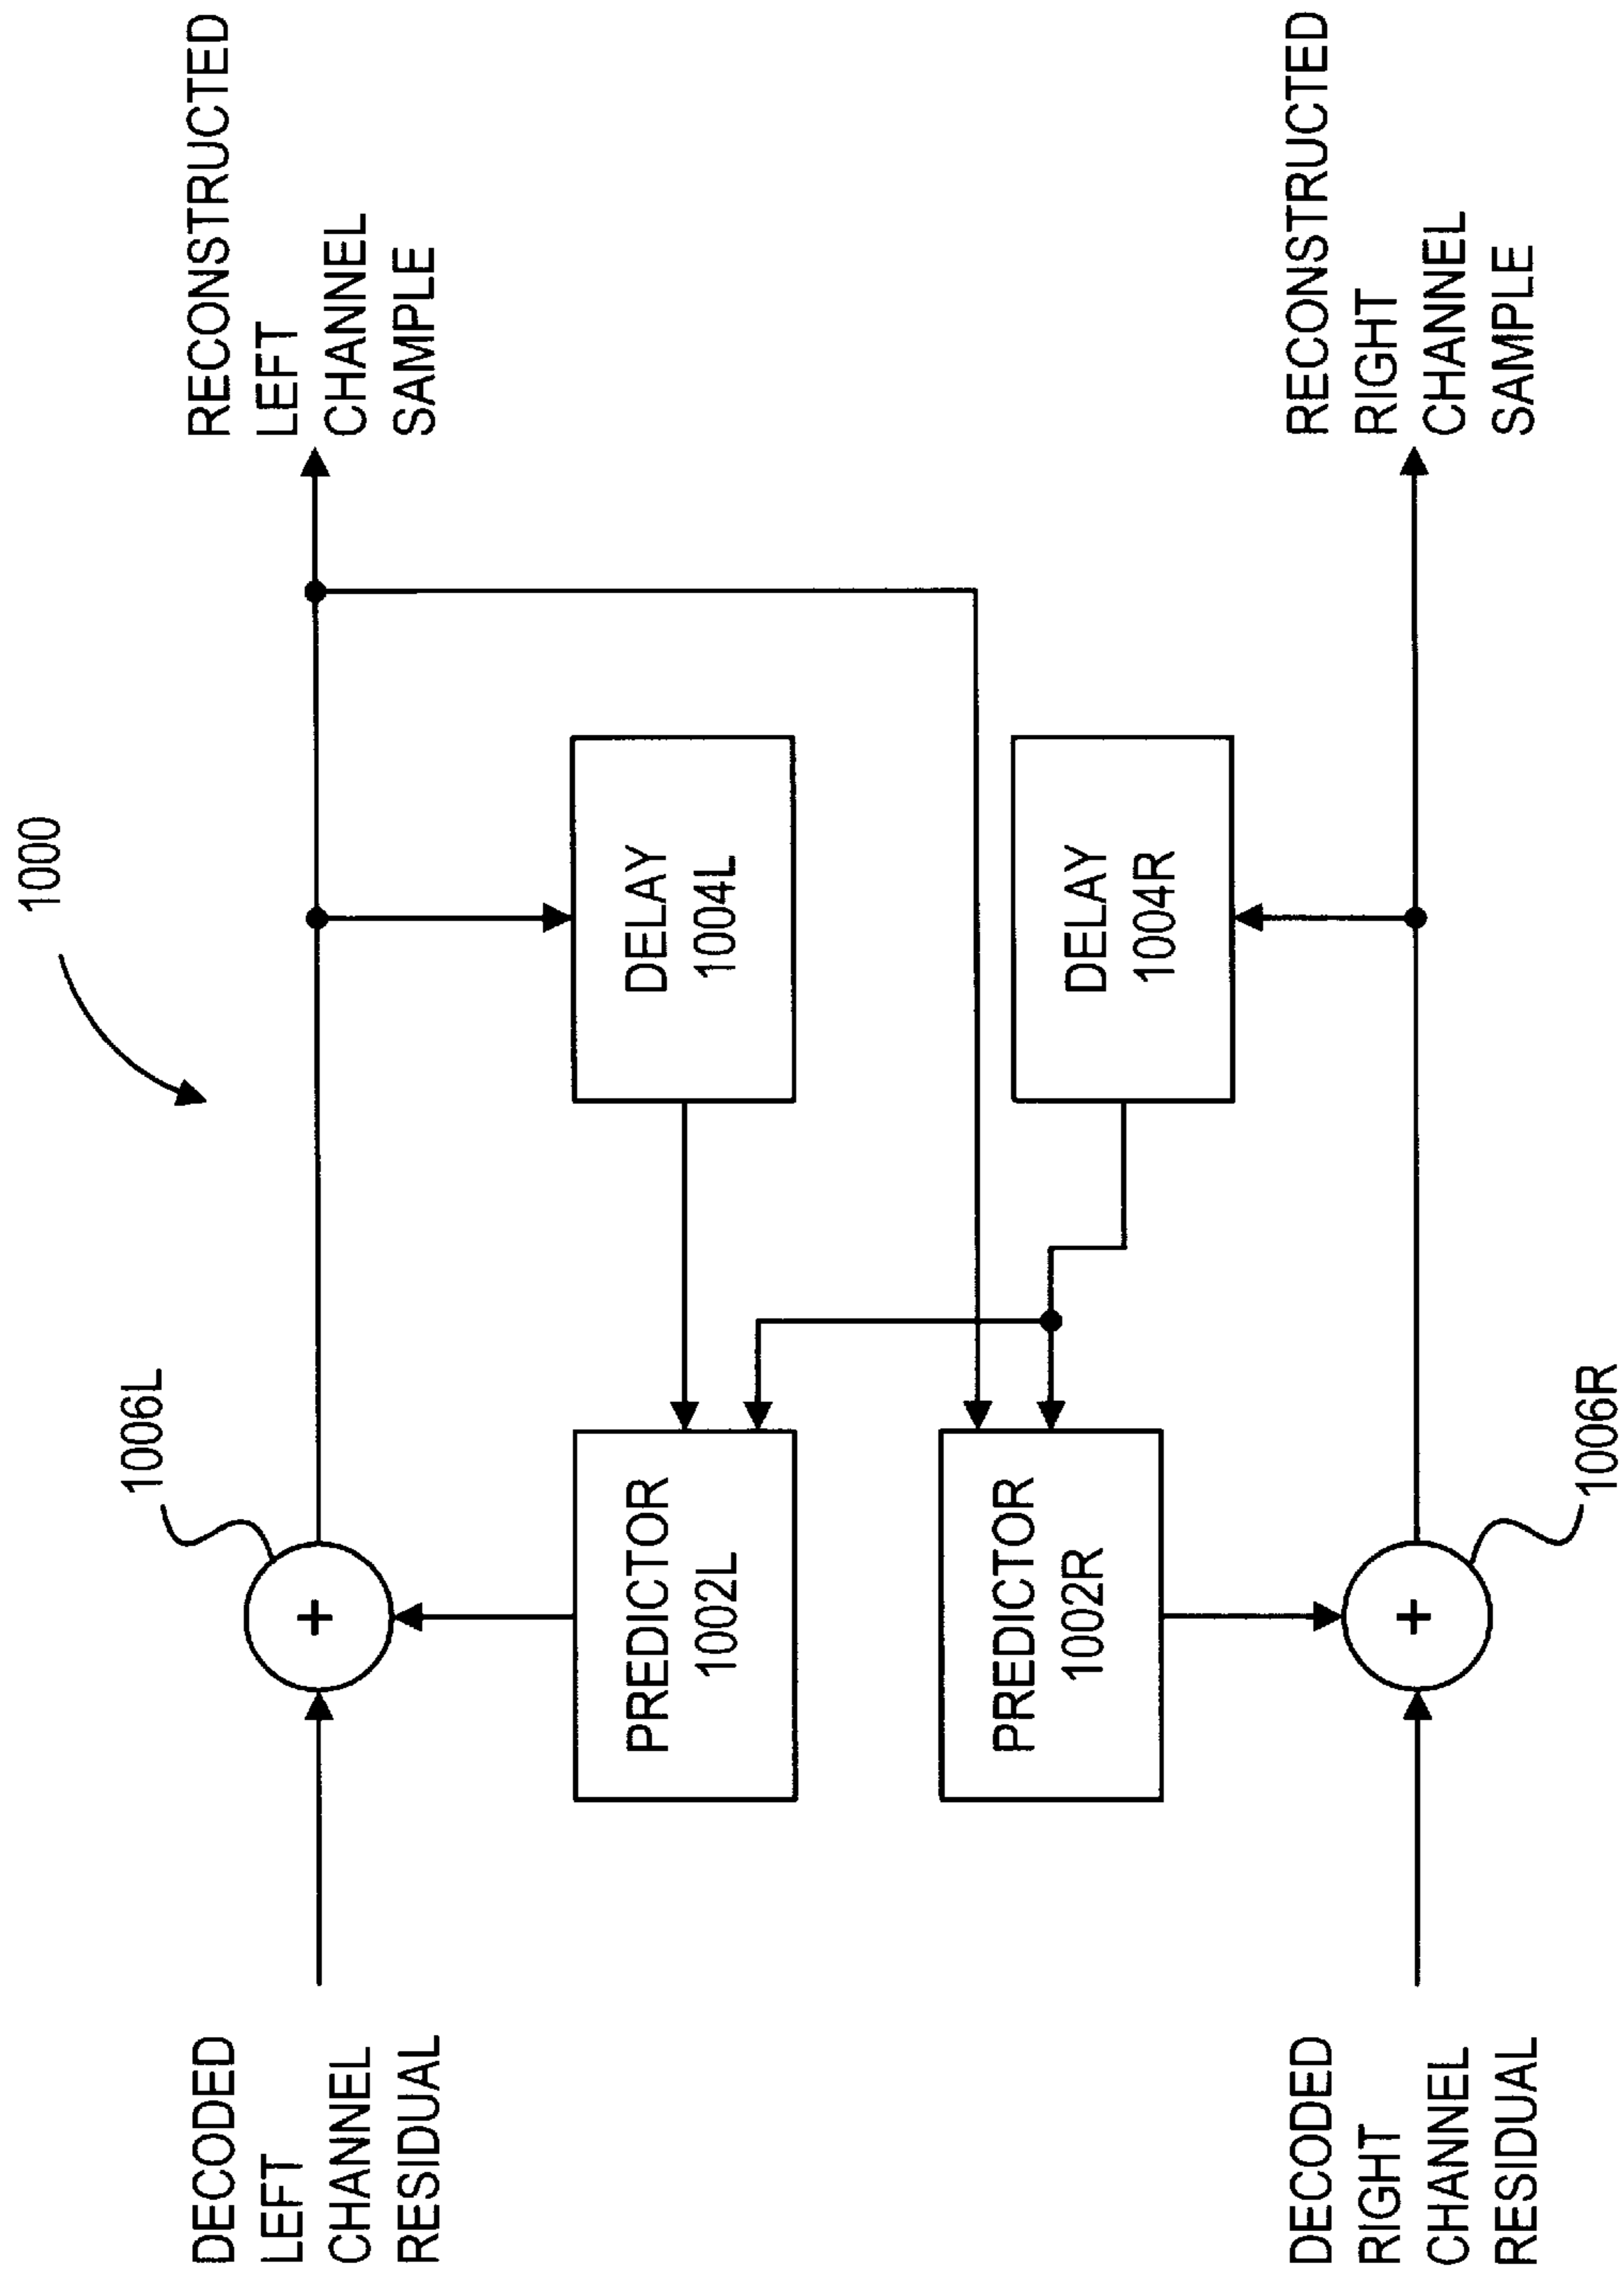 1000
DECODED
LEFT
CHANNEL
RESIDUAL
1006L
+
RECONSTRUCTED
LEFT
CHANNEL
SAMPLE
PREDICTOR
1002L
DELAY
1004L
PREDICTOR
1002R
DELAY
1004R
DECODED
RIGHT
CHANNEL
RESIDUAL
+
1006R
RECONSTRUCTED
RIGHT
CHANNEL
SAMPLE